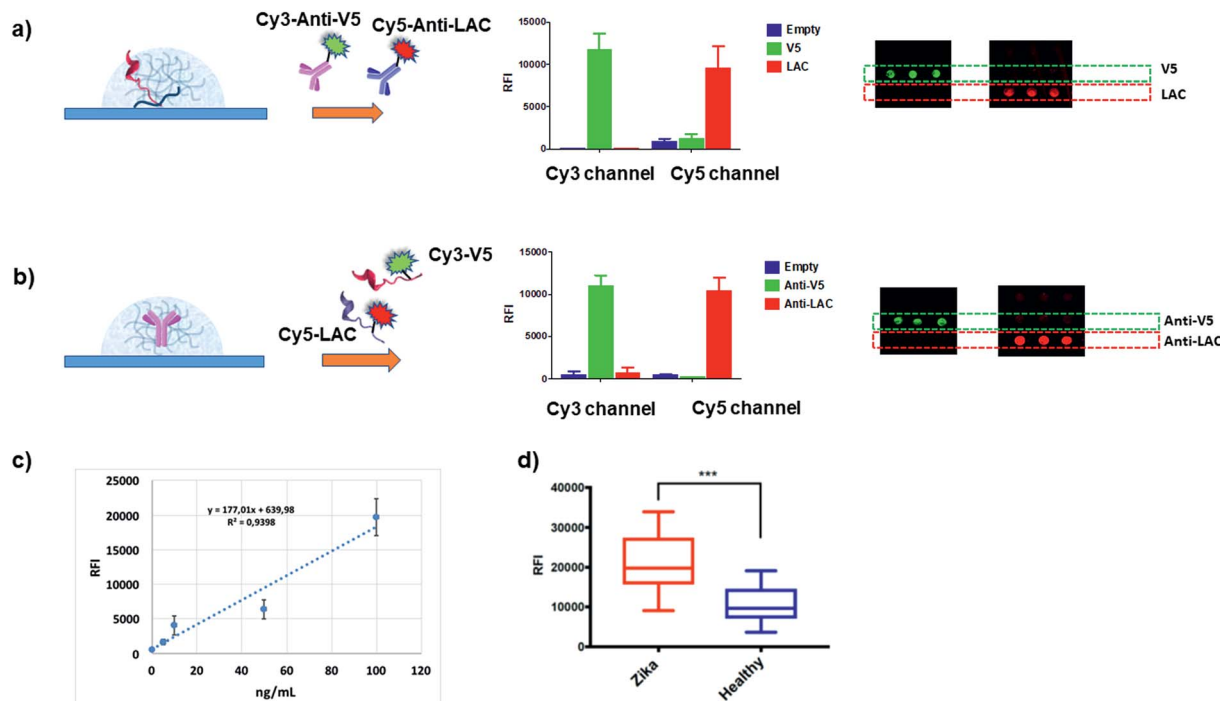 a)
Cy3-Anti-V5
Cy5-Anti-LAC
RFI
15000
10000
5000
0
Cy3 channel
Cy5 channel
Empty
V5
LAC
V5
LAC
b)
Cy3-V5
Cy5-LAC
RFI
15000
10000
5000
0
Cy3 channel
Cy5 channel
Empty
Anti-V5
Anti-LAC
Anti-V5
Anti-LAC
c)
RFI
25000
20000
15000
10000
5000
0
y = 177,01x + 639,98
R² = 0,9398
0 20 40 60 80 100 120
ng/mL
d)
***
RFI
40000
30000
20000
10000
0
Zika
Healthy